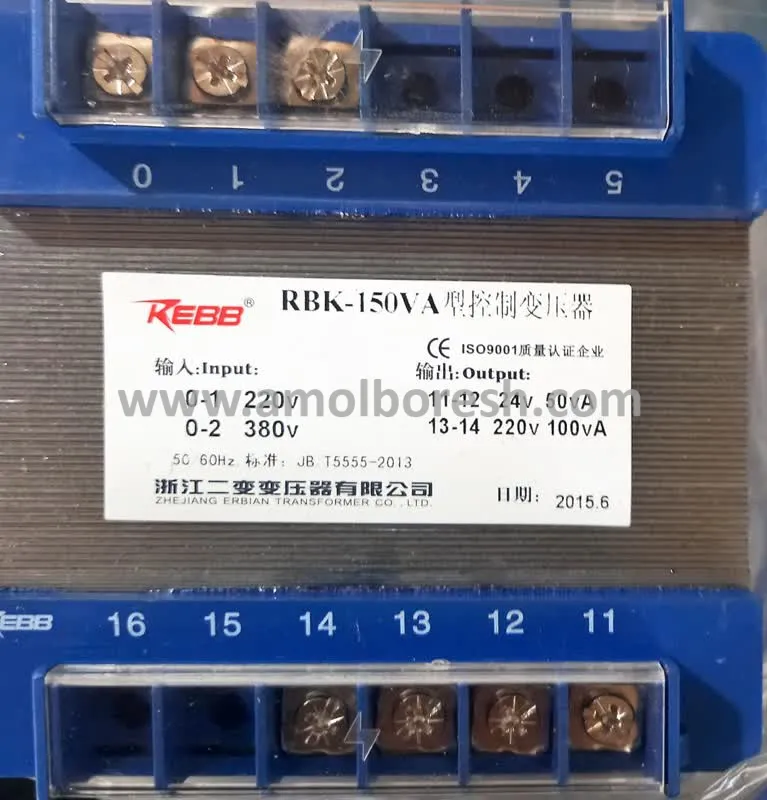 0 1 2 3 4 5
REBB®
RBK-150VA型控制变压器
CE ISO9001质量认证企业
输入:Input:
输出:Output:
0-1 220v
11-12 24v 50vA
www.amolboresh.com
0-2 380v
13-14 220v 100vA
50 60Hz 标准: JB T5555-2013
浙江二变变压器有限公司
ZHEJIANG ERBIAN TRANSFORMER CO.,LTD.
日期: 2015.6
REBB 16 15 14 13 12 11